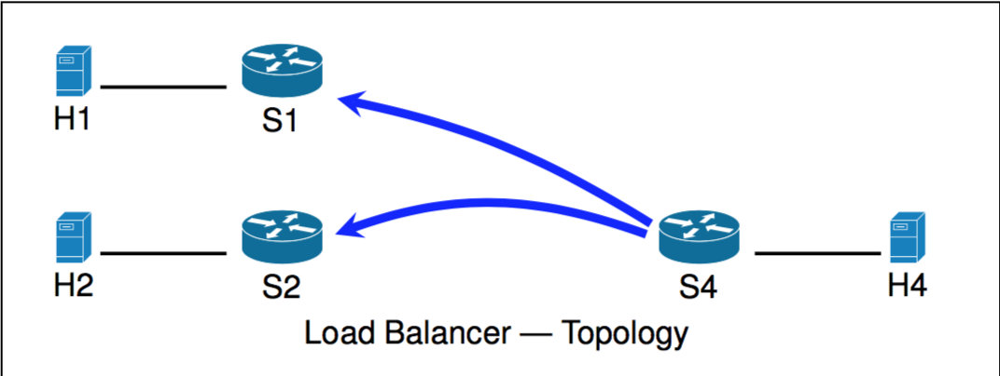 H1
S1
H2
S2
S4
H4
Load Balancer — Topology